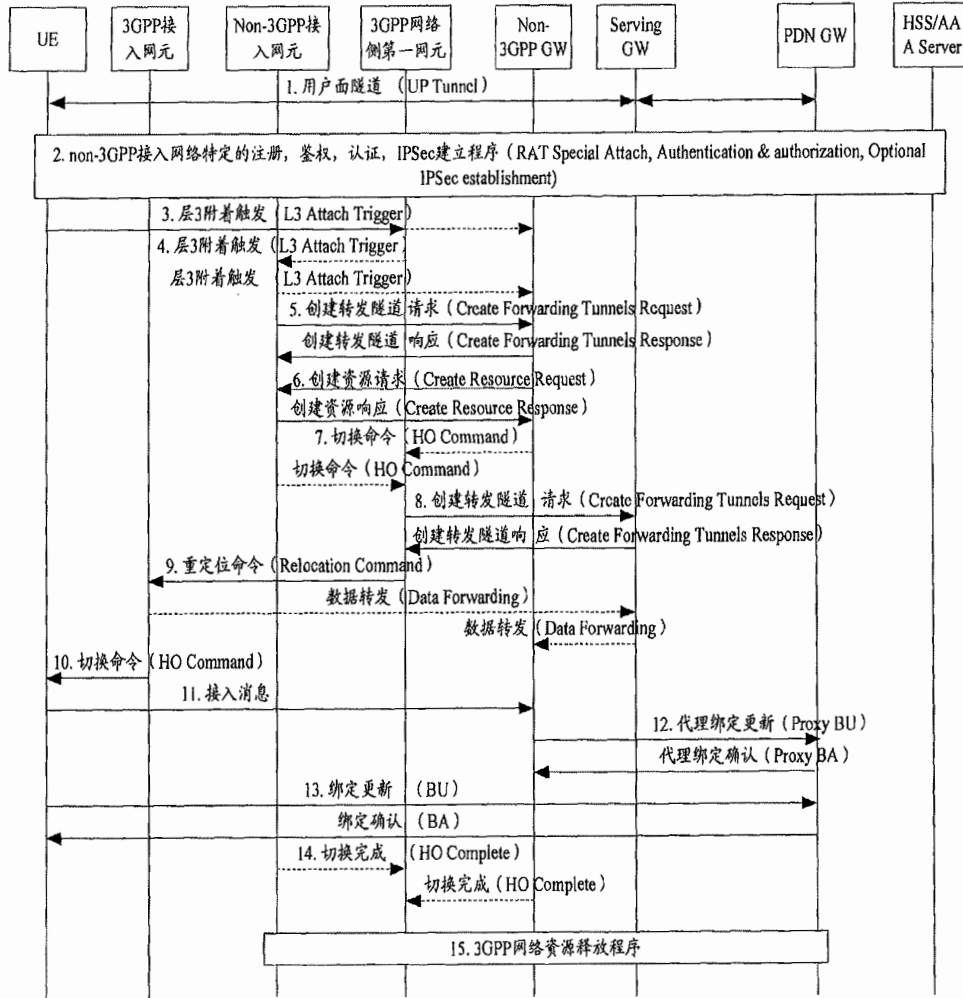 UE
3GPP接
入网元
Non-3GPP接
入网元
3GPP网络
侧第一网元
Non-
3GPP GW
Serving
GW
PDN GW
HSS/AA
A Server
1. 用户面隧道 （UP Tunnel）
2. non-3GPP接入网络特定的注册，鉴权，认证，IPSec建立程序（RAT Special Attach, Authentication & authorization, Optional
IPSec establishment)
3. 层3附着触发（L3 Attach Trigger）
4. 层3附着触发（L3 Attach Trigger）
层3附着触发 （L3 Attach Trigger）
5. 创建转发隧道 请求（Create Forwarding Tunnels Request）
创建转发隧道 响应（Create Forwarding Tunnels Response）
6. 创建资源请求（Create Resource Request）
创建资源响应（Create Resource Response）
7. 切换命令（HO Command）
切换命令（HO Command）
8. 创建转发隧道 请求（Create Forwarding Tunnels Request）
创建转发隧道响 应（Create Forwarding Tunnels Response）
9. 重定位命令（Relocation Command）
数据转发（Data Forwarding）
数据转发（Data Forwarding）
10. 切换命令（HO Command）
11. 接入消息
12. 代理绑定更新（Proxy BU）
代理绑定确认（Proxy BA）
13. 绑定更新 （BU）
绑定确认 （BA）
14. 切换完成 （HO Complete）
切换完成（HO Complete）
15. 3GPP网络资源释放程序